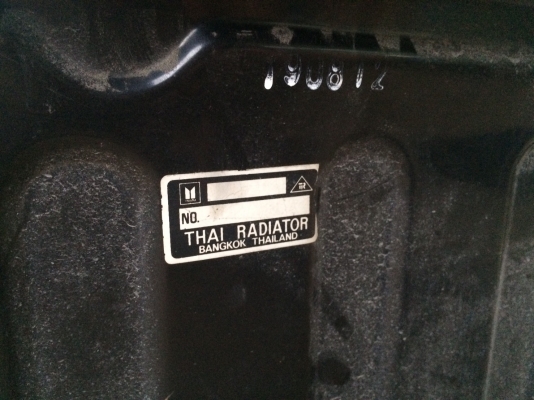 190812
NO.
THAI RADIATOR
BANGKOK THAILAND